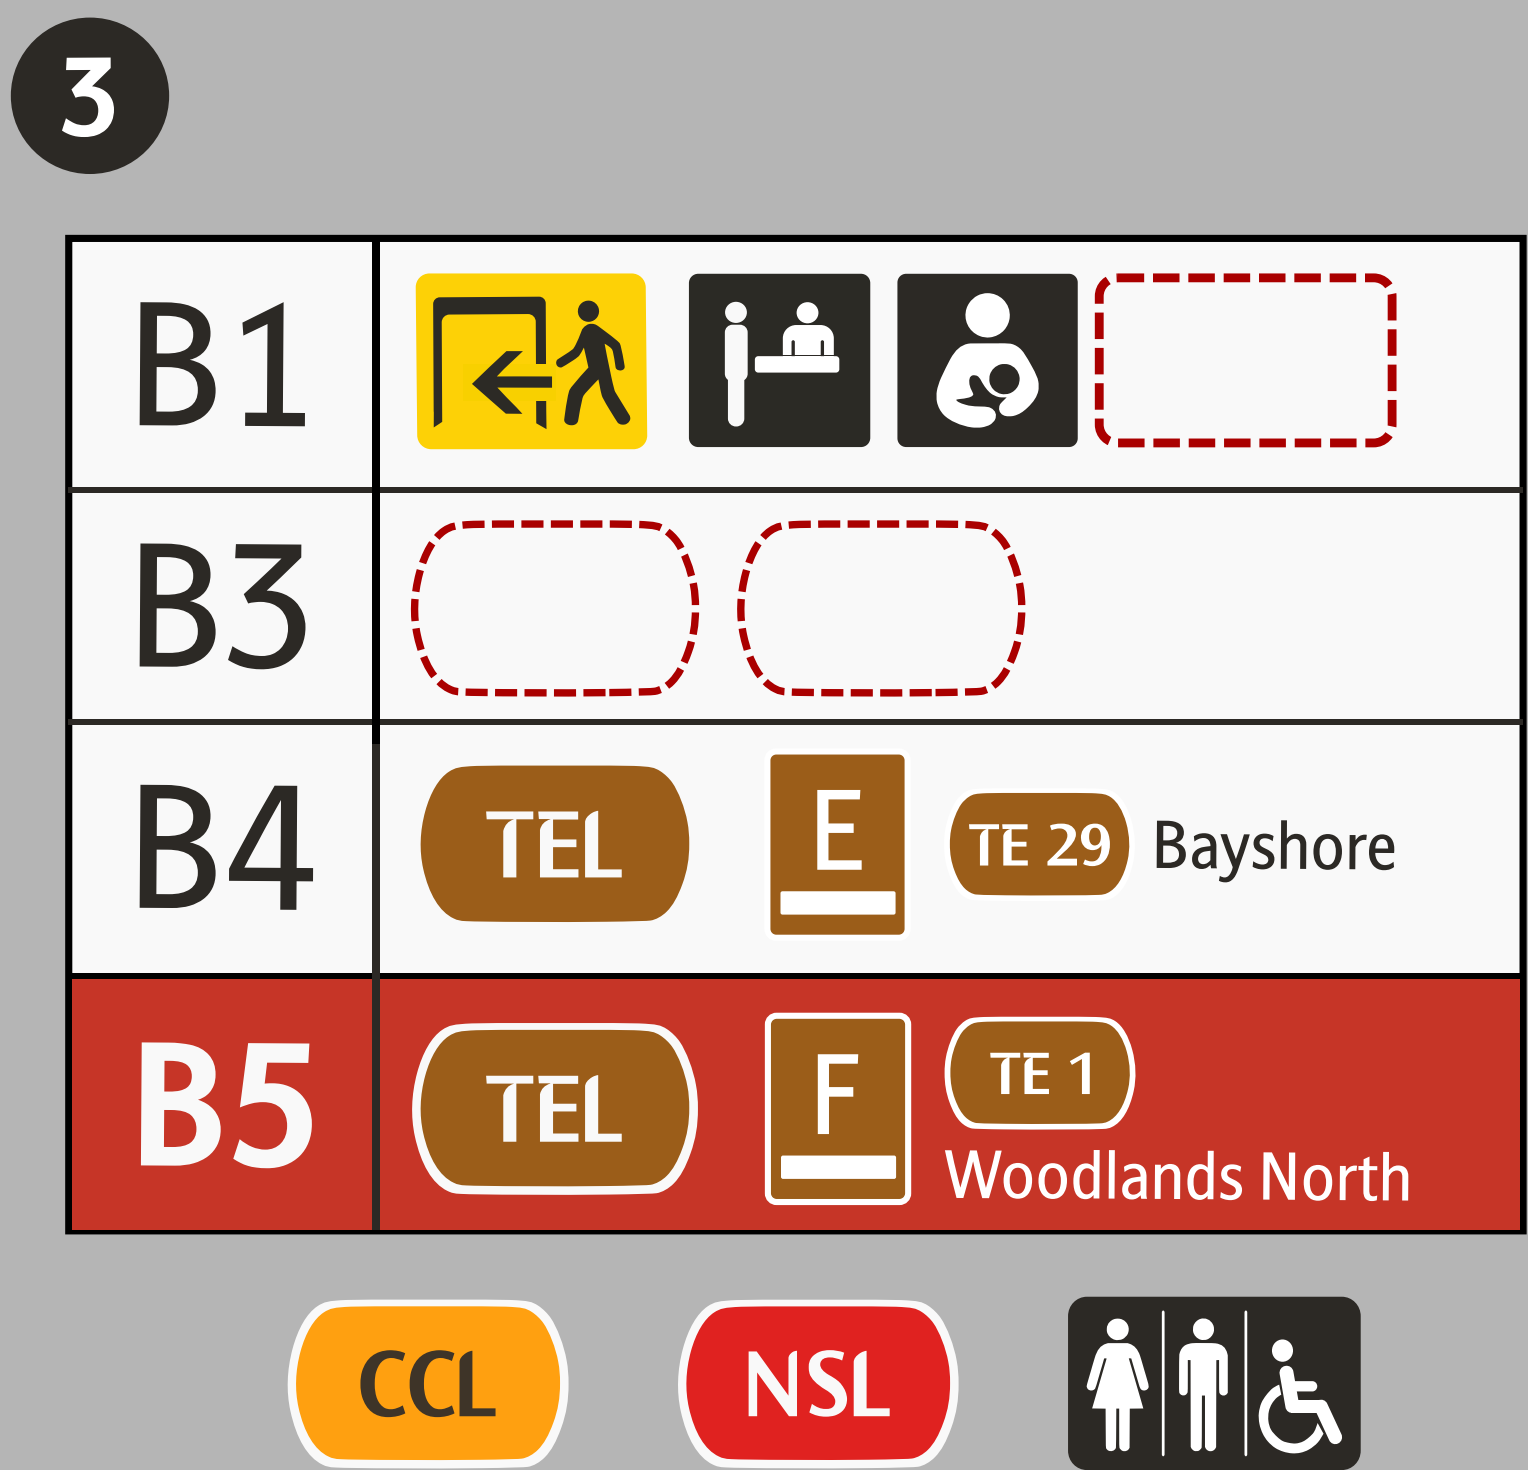 3
B1
B3
B4 TEL E TE 29 Bayshore
B5 TEL F TE 1
Woodlands North
CCL NSL